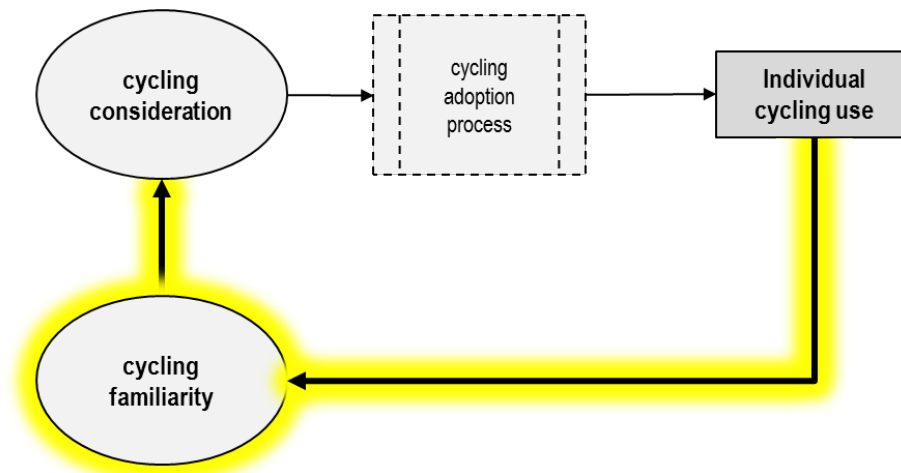 cycling
consideration
cycling
adoption
process
Individual
cycling use
cycling
familiarity